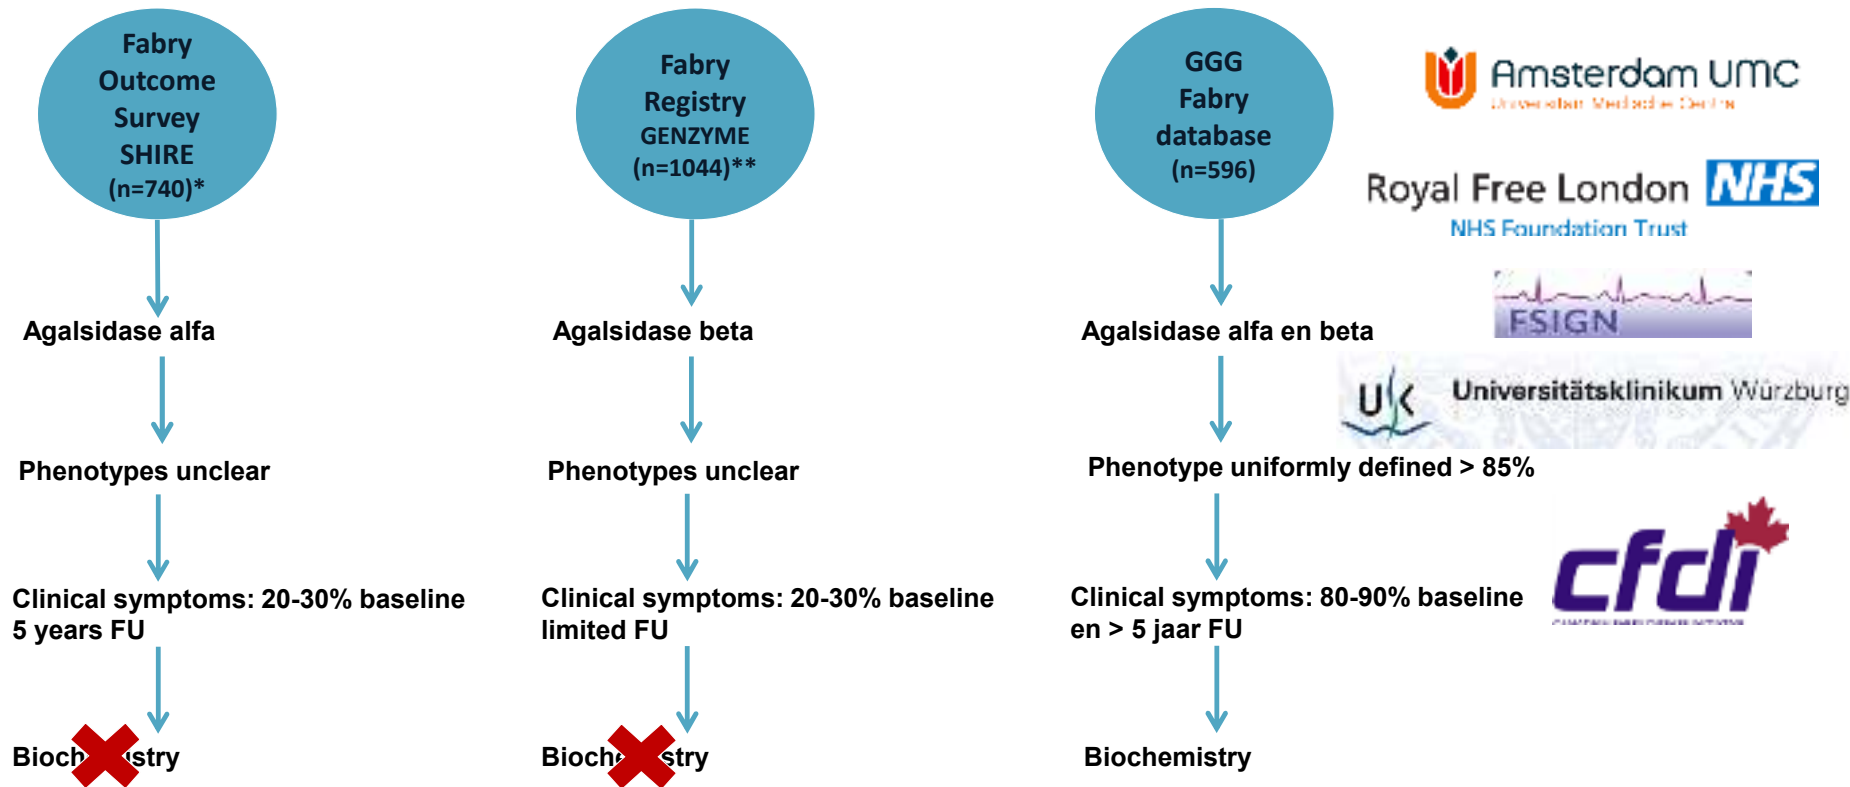 Fabry
Outcome
Survey
SHIRE
(n=740)*
Agalsidase alfa
Phenotypes unclear
Clinical symptoms: 20-30% baseline
5 years FU
Biochemistry
Fabry
Registry
GENZYME
(n=1044)**
Agalsidase beta
Phenotypes unclear
Clinical symptoms: 20-30% baseline
limited FU
Biochemistry
GGG
Fabry
database
(n=596)
Agalsidase alfa en beta
Phenotype uniformly defined > 85%
Clinical symptoms: 80-90% baseline
en > 5 jaar FU
Biochemistry
Amsterdam UMC
Royal Free London NHS
NHS Foundation Trust
FSIGN
UK Universitätsklinikum Würzburg
cfdi